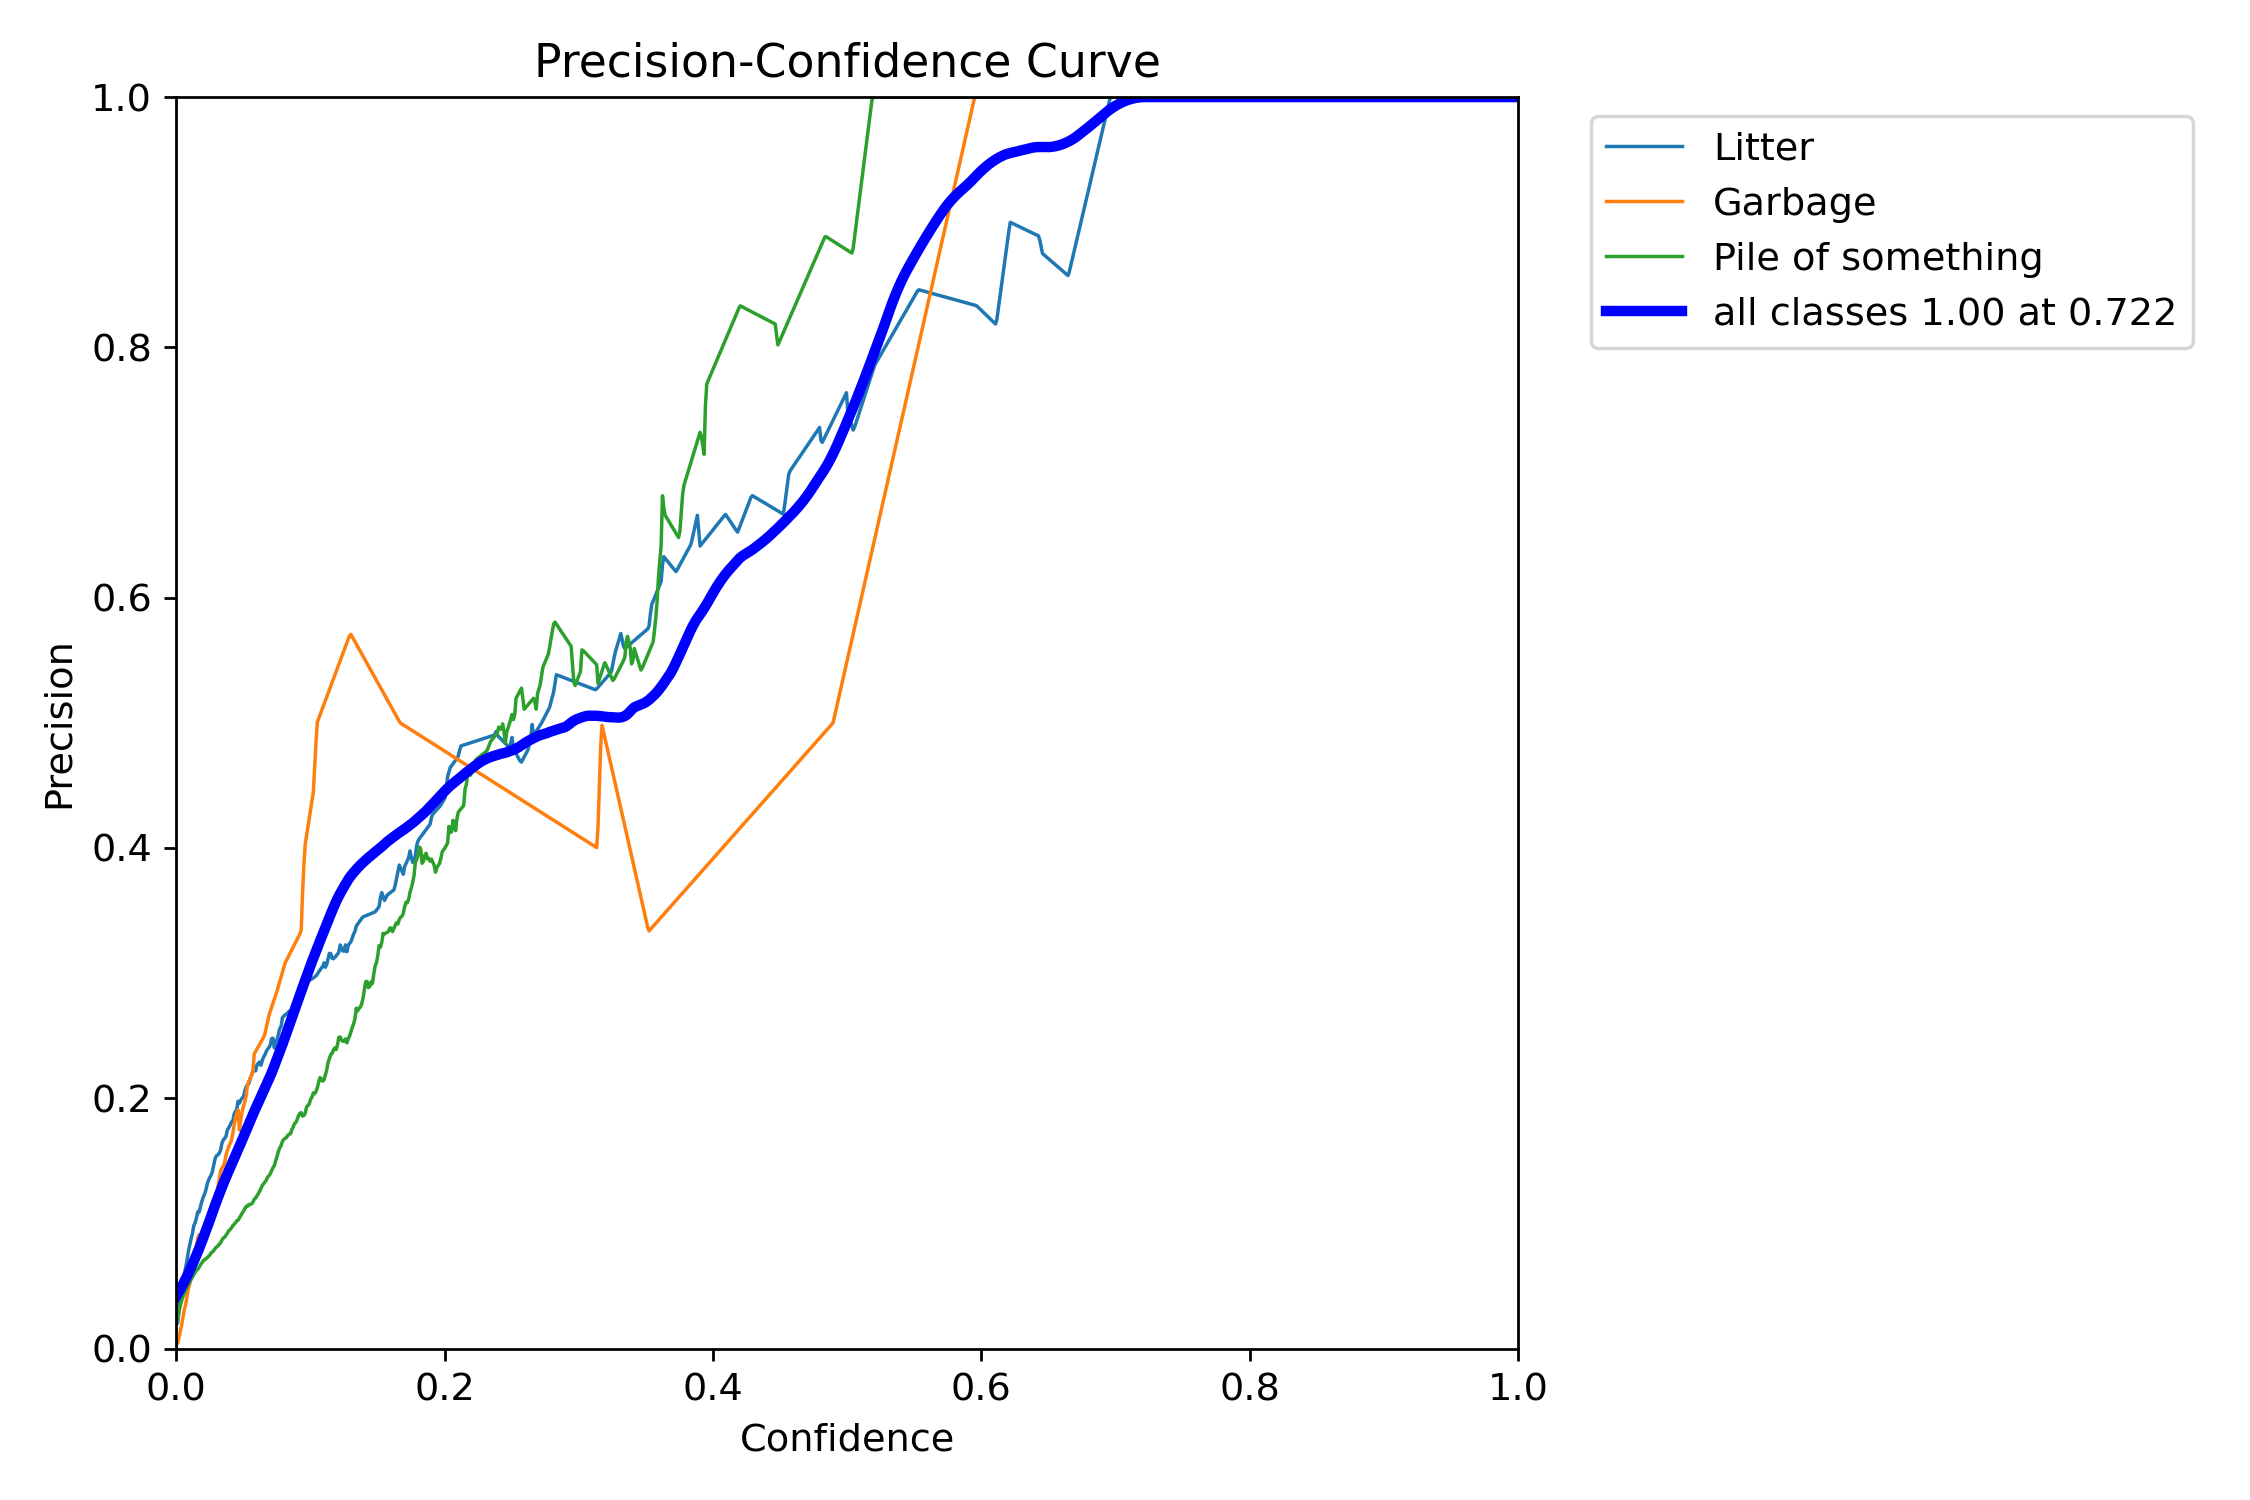 Precision-Confidence Curve
1.0
0.8
0.6
0.4
0.2
0.0
Precision
0.0 0.2 0.4 0.6 0.8 1.0
Confidence
Litter
Garbage
Pile of something
all classes 1.00 at 0.722